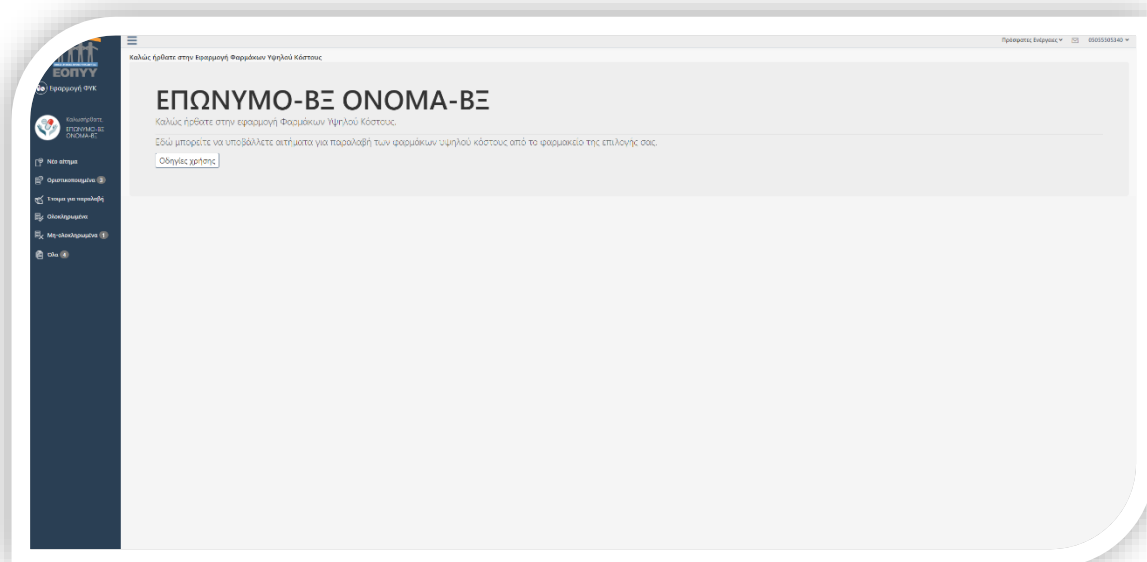 ΕΟΠΥΥ
Εφαρμογή ΦΥΚ
Καλωσήρθατε,
ΕΠΩΝΥΜΟ-ΒΞ
ΟΝΟΜΑ-ΒΞ
Νέο αίτημα
Οριστικοποιημένα 3
Έτοιμα για παραλαβή
Ολοκληρωμένα
Μη-ολοκληρωμένα 1
Όλα 4
Πρόσφατες Ενέργειες
05055505340
Καλώς ήρθατε στην Εφαρμογή Φαρμάκων Υψηλού Κόστους
ΕΠΩΝΥΜΟ-ΒΞ ΟΝΟΜΑ-ΒΞ
Καλώς ήρθατε στην εφαρμογή Φαρμάκων Υψηλού Κόστους.
Εδώ μπορείτε να υποβάλλετε αιτήματα για παραλαβή των φαρμάκων υψηλού κόστους από το φαρμακείο της επιλογής σας.
Οδηγίες χρήσης